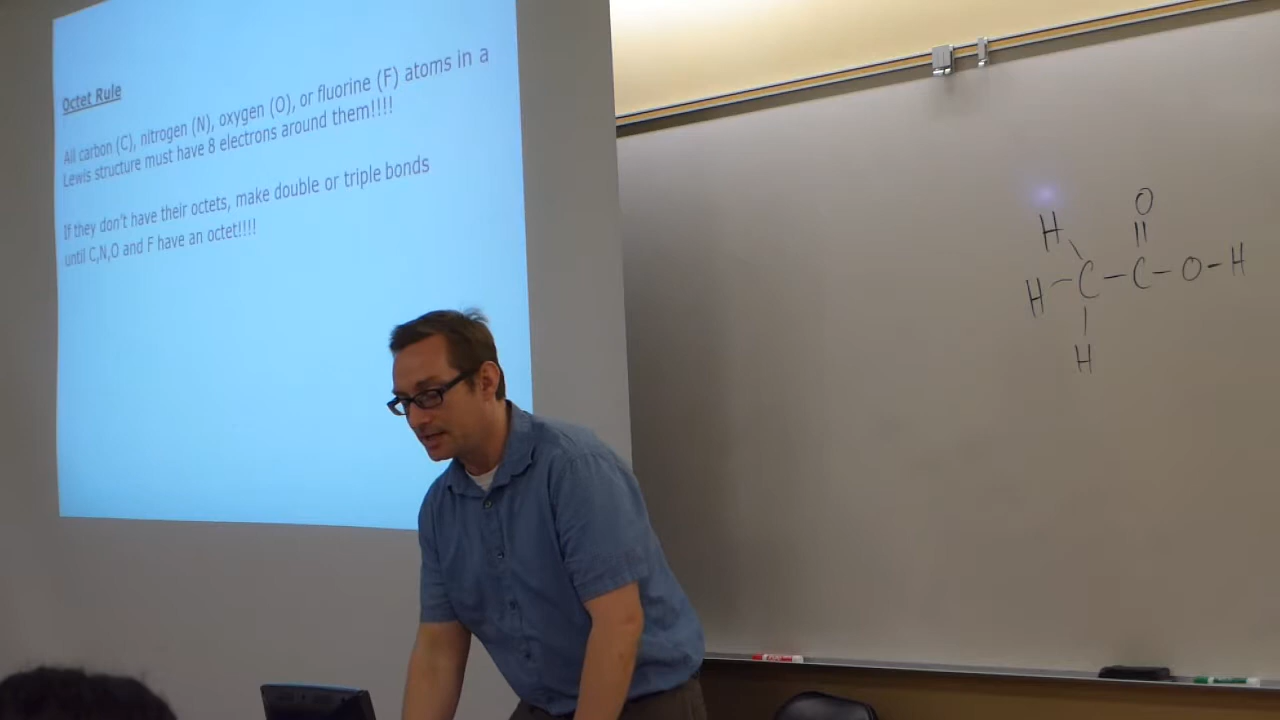 Octet Rule
All carbon (C), nitrogen (N), oxygen (O), or fluorine (F) atoms in a
Lewis structure must have 8 electrons around them!!!!
If they don't have their octets, make double or triple bonds
until C,N,O and F have an octet!!!!
O
H
H - C - C - O - H
H